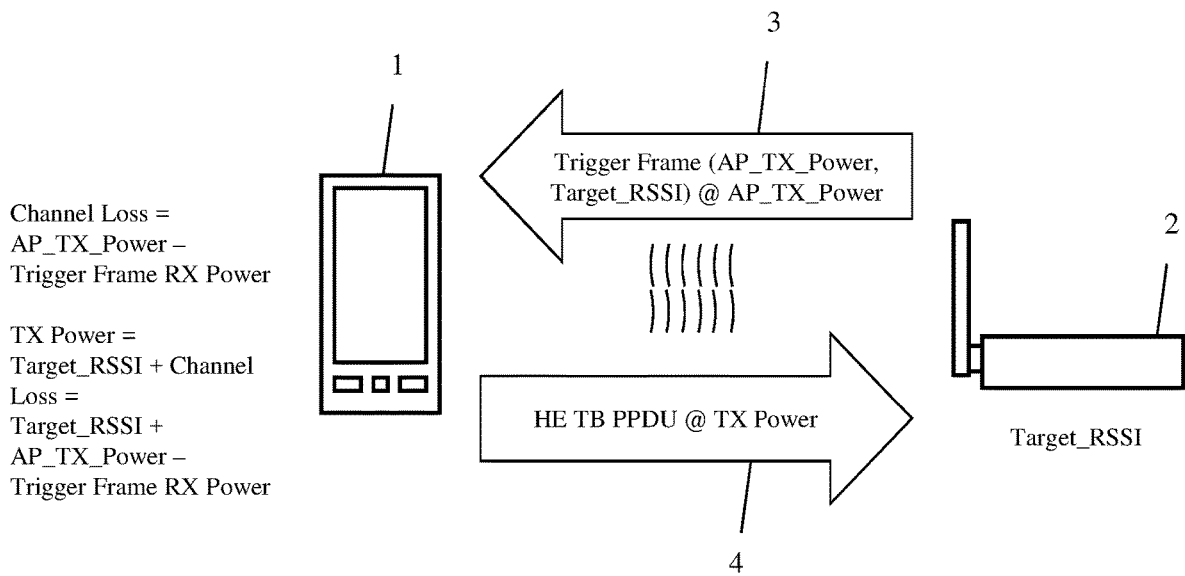 3
1
Trigger Frame (AP_TX_Power,
Target_RSSI) @ AP_TX_Power
Channel Loss =
AP_TX_Power –
Trigger Frame RX Power
2
TX Power =
Target_RSSI + Channel
Loss =
Target_RSSI +
AP_TX_Power –
Trigger Frame RX Power
HE TB PPDU @ TX Power
Target_RSSI
4